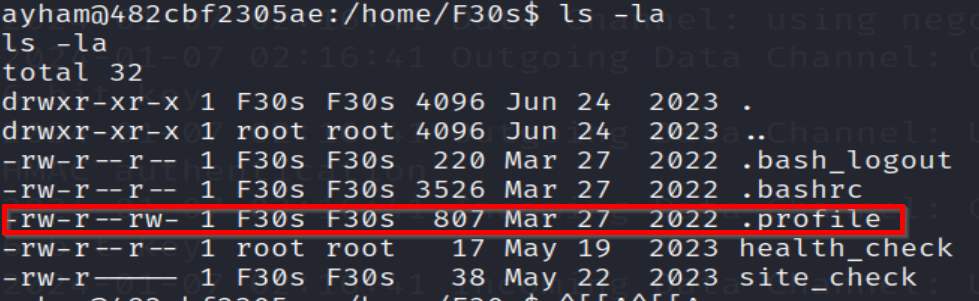 ayham@482cbf2305ae:/home/F30s$ ls -la
ls -la
total 32
drwxr-xr-x 1 F30s F30s 4096 Jun 24  2023 .
drwxr-xr-x 1 root root 4096 Jun 24  2023 ..
-rw-r--r-- 1 F30s F30s  220 Mar 27  2022 .bash_logout
-rw-r--r-- 1 F30s F30s 3526 Mar 27  2022 .bashrc
-rw-r--rw- 1 F30s F30s  807 Mar 27  2022 .profile
-rw-r--r-- 1 root root   17 May 19  2023 health_check
-rw-r----- 1 F30s F30s   38 May 22  2023 site_check